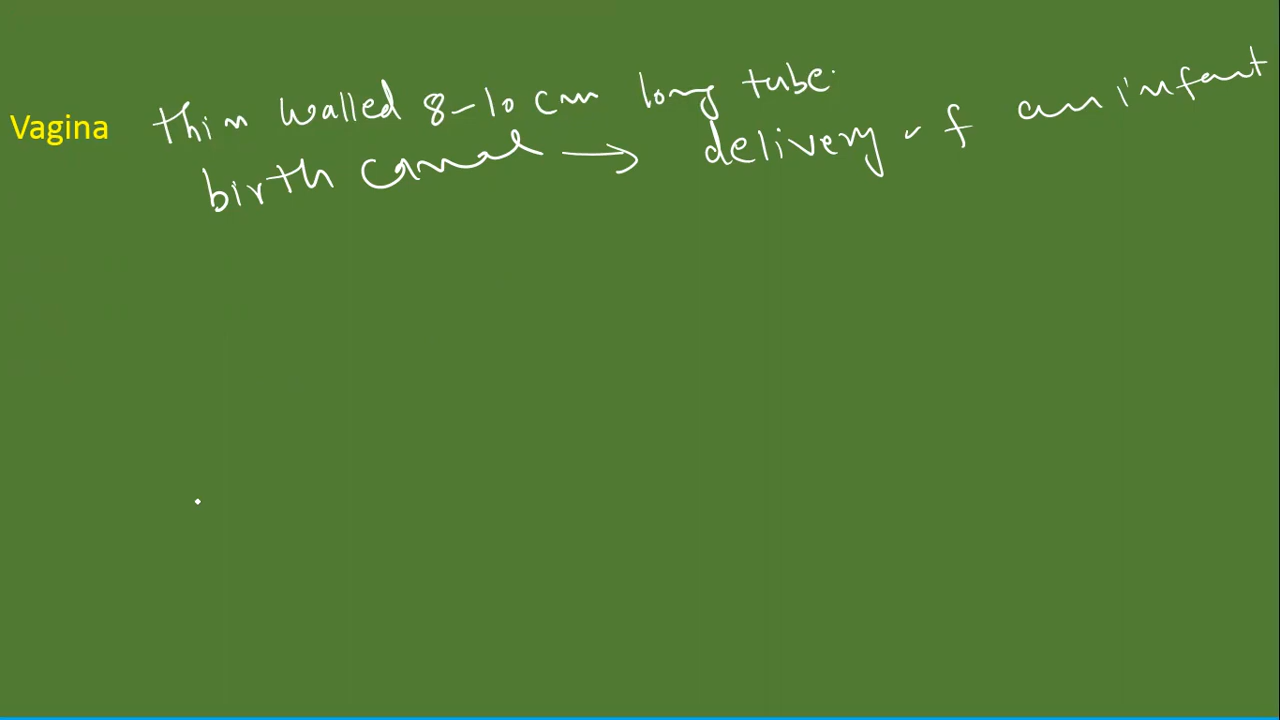 Vagina thin walled 8-10 cm long tube.
birth canal → delivery of an infant